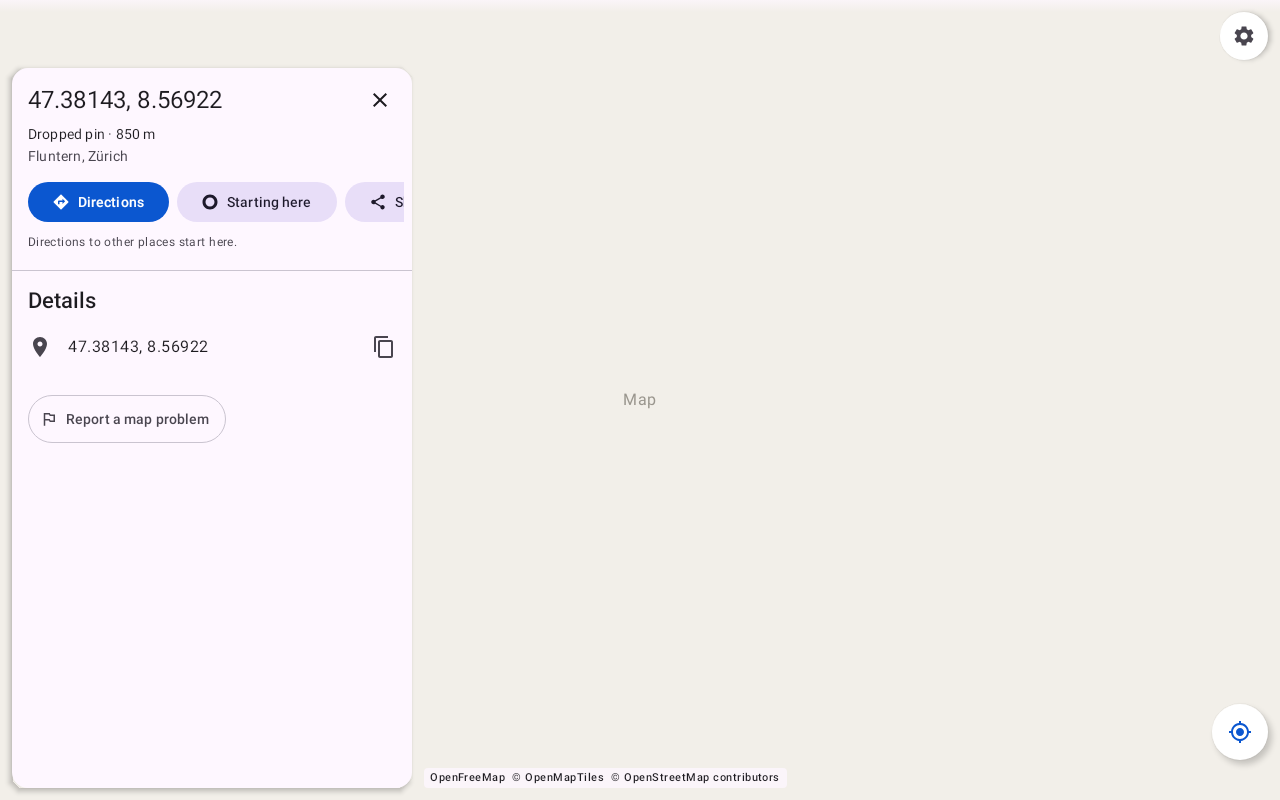 47.38143, 8.56922
Dropped pin · 850 m
Fluntern, Zürich
Directions
Starting here
Directions to other places start here.
Details
47.38143, 8.56922
Report a map problem
Map
OpenFreeMap © OpenMapTiles © OpenStreetMap contributors